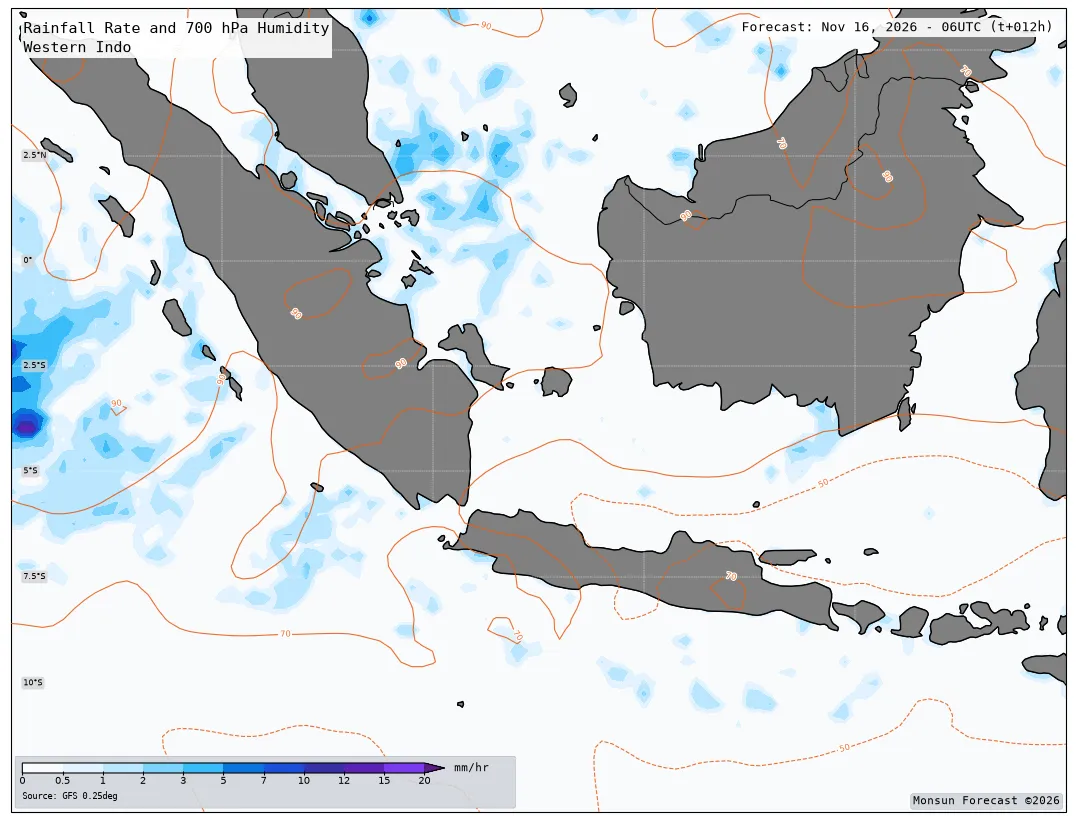 Rainfall Rate and 700 hPa Humidity
Western Indo
Forecast: Nov 16, 2026 - 06UTC (t+012h)
90
70
70
2.5°N
90
90
0°
90
2.5°S
90
90
90
5°S
50
7.5°S
70
70
70
10°S
50
0 0.5 1 2 3 5 7 10 12 15 20
mm/hr
Source: GFS 0.25deg
Monsun Forecast ©2026